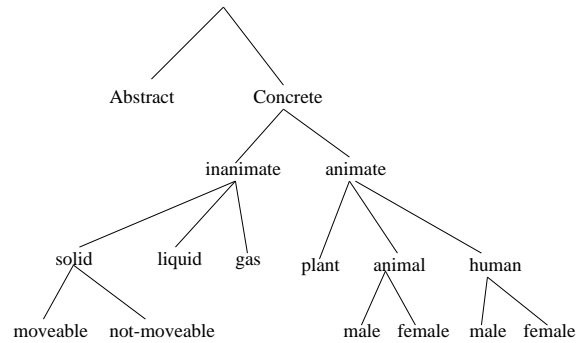 Abstract Concrete
inanimate animate
solid liquid gas plant animal human
moveable not-moveable male female male female